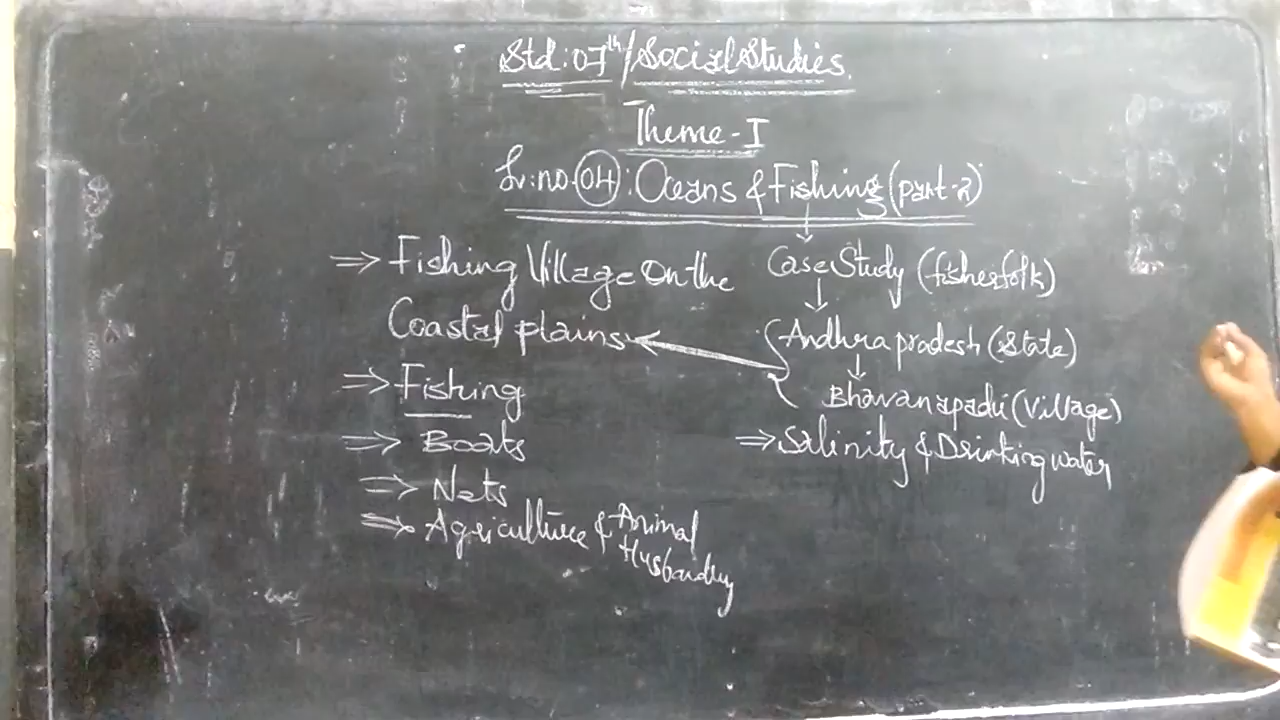 Std: 07th/Social Studies.
Theme - I
Lr.no.04: Oceans & Fishing (part-2)
⇒ Fishing Village On the
Coastal plains
⇒ Fishing
⇒ Boats
⇒ Nets
⇒ Agriculture & Animal
Husbandry
↓
Case Study (fisherfolk)
↓
Andhra pradesh (State)
↓
Bhavanapadu (Village)
⇒ Salinity & Drinking water